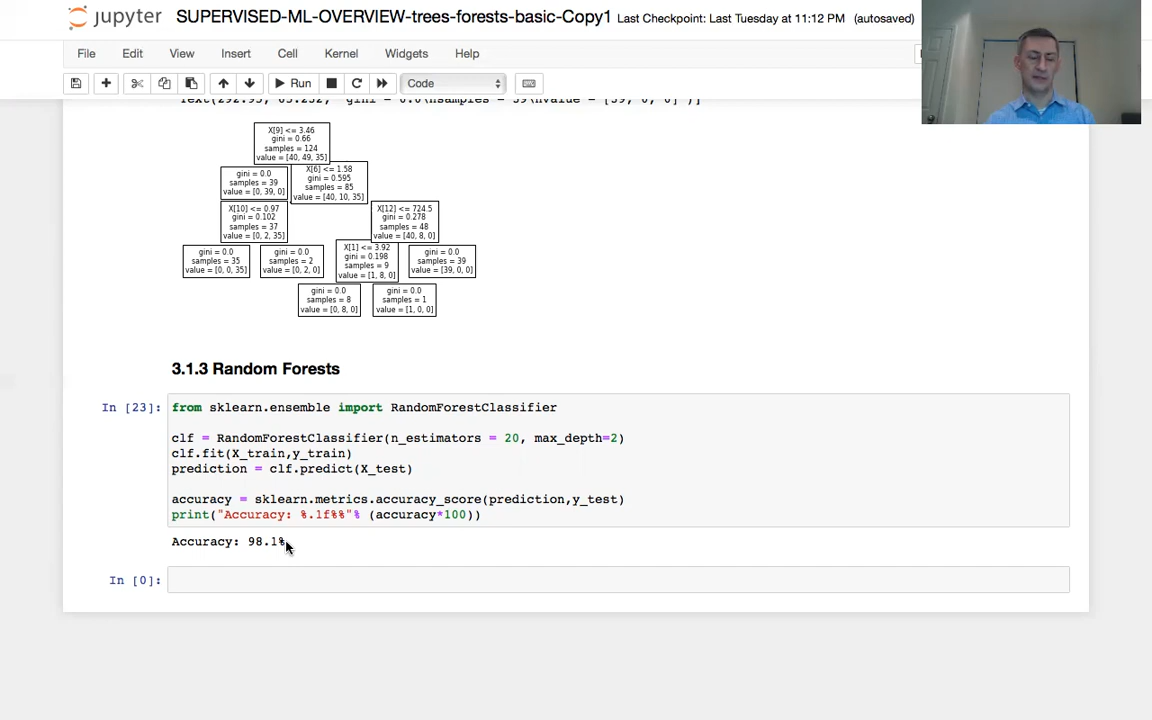 jupyter SUPERVISED-ML-OVERVIEW-trees-forests-basic-Copy1 Last Checkpoint: Last Tuesday at 11:12 PM (autosaved)
File Edit View Insert Cell Kernel Widgets Help
Run Code
X[9] <= 3.46
gini = 0.66
samples = 124
value = [40, 49, 35]
gini = 0.0
samples = 39
value = [0, 39, 0]
X[6] <= 1.58
gini = 0.595
samples = 85
value = [40, 10, 35]
X[10] <= 0.97
gini = 0.102
samples = 37
value = [0, 2, 35]
X[12] <= 724.5
gini = 0.278
samples = 48
value = [40, 8, 0]
gini = 0.0
samples = 35
value = [0, 0, 35]
gini = 0.0
samples = 2
value = [0, 2, 0]
X[1] <= 3.92
gini = 0.198
samples = 9
value = [1, 8, 0]
gini = 0.0
samples = 39
value = [39, 0, 0]
gini = 0.0
samples = 8
value = [0, 8, 0]
gini = 0.0
samples = 1
value = [1, 0, 0]
3.1.3 Random Forests
In [23]: from sklearn.ensemble import RandomForestClassifier
clf = RandomForestClassifier(n_estimators = 20, max_depth=2)
clf.fit(X_train,y_train)
prediction = clf.predict(X_test)
accuracy = sklearn.metrics.accuracy_score(prediction,y_test)
print("Accuracy: %.1f%%"% (accuracy*100))
Accuracy: 98.1%
In [0]: